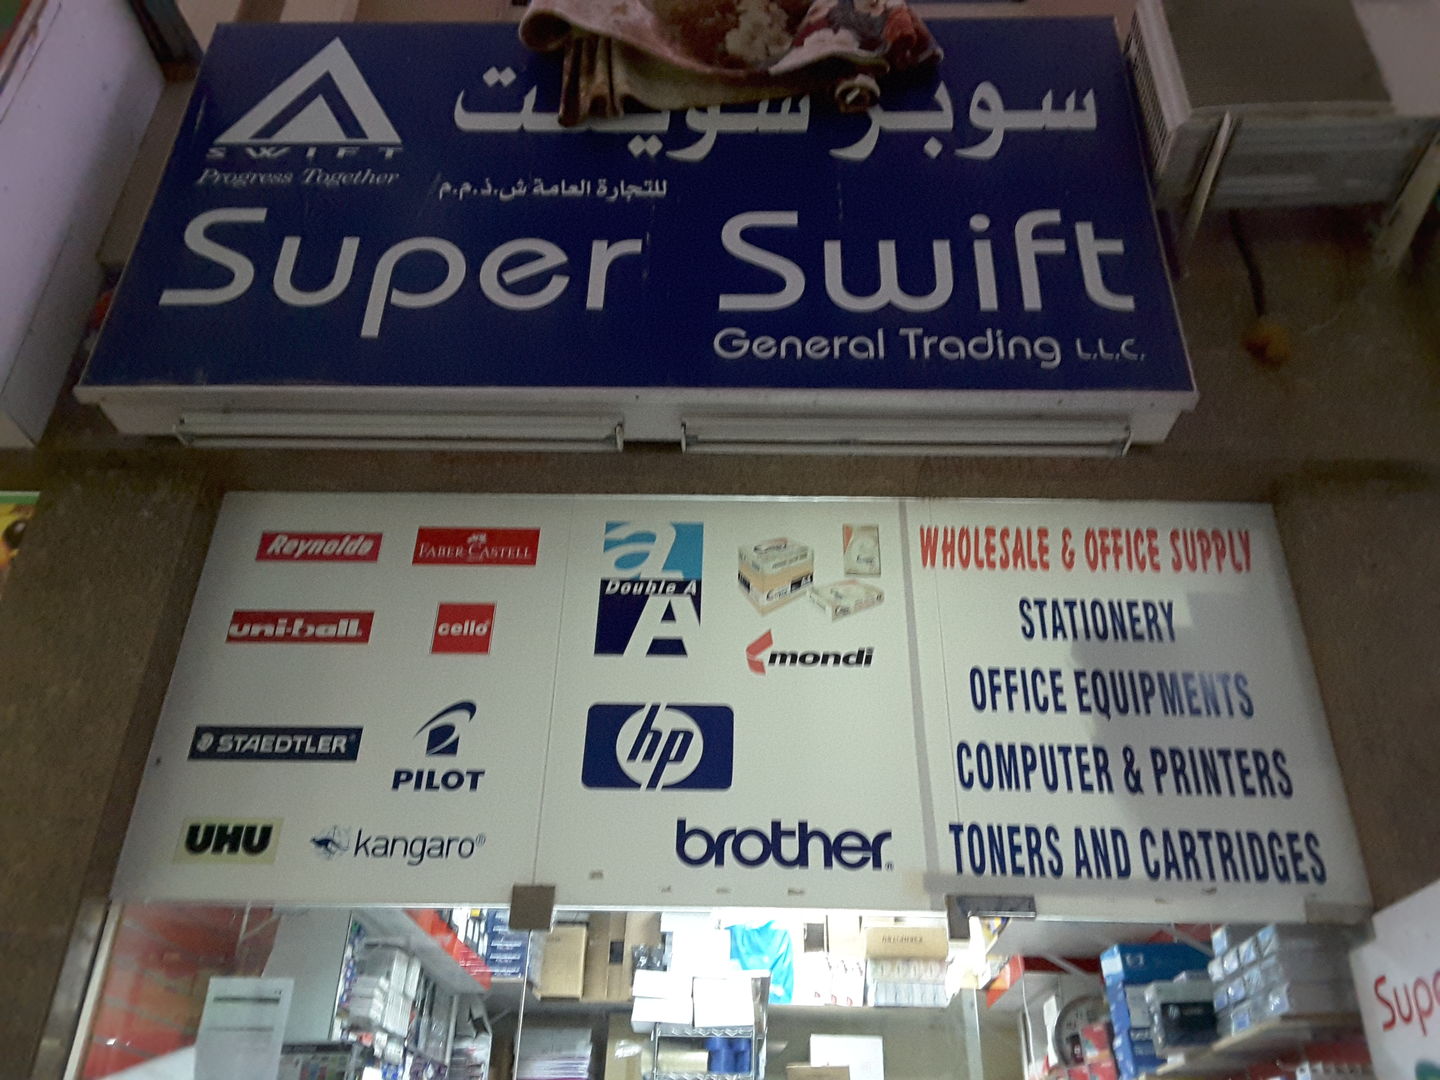 سوبر سويفت
SWIFT
Progress Together
للتجارة العامة ش.ذ.م.م
Super Swift
General Trading L.L.C.
Reynolds
FABER-CASTELL
uni-ball
cello
STAEDTLER
PILOT
UHU
kangaro®
a
Double A
A
mondi
hp
brother
WHOLESALE & OFFICE SUPPLY
STATIONERY
OFFICE EQUIPMENTS
COMPUTER & PRINTERS
TONERS AND CARTRIDGES
Supe